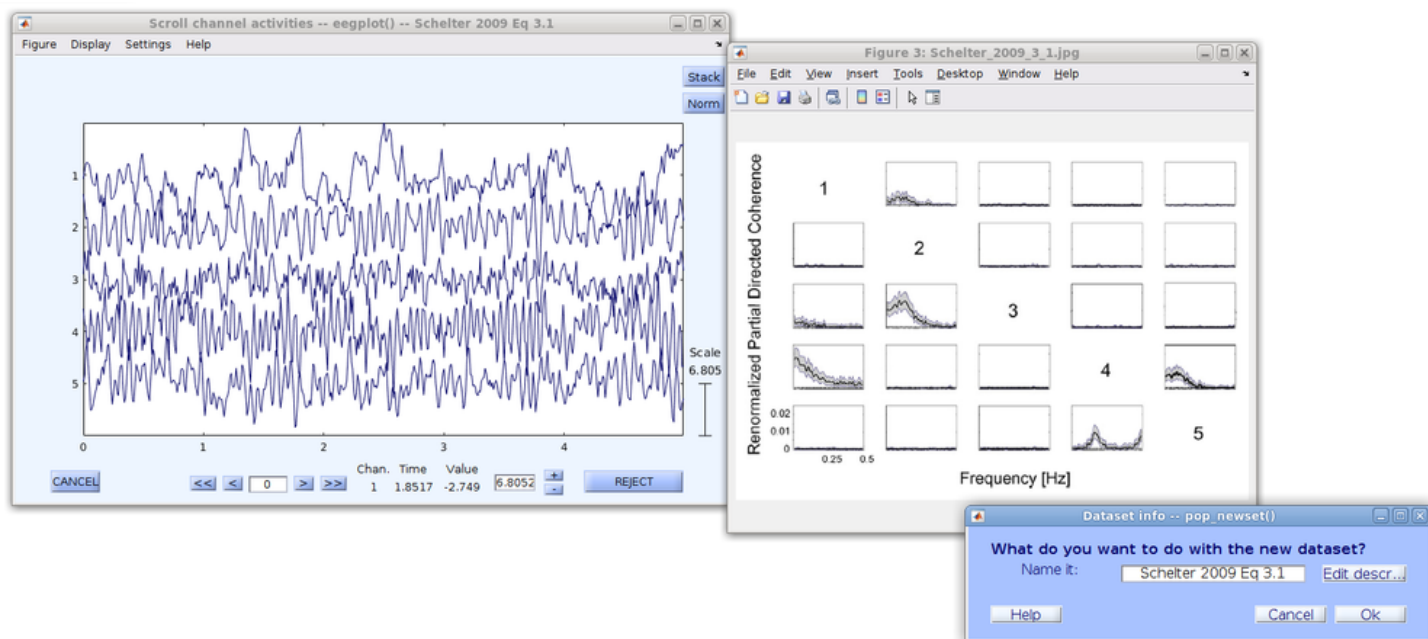 Scroll channel activities -- eegplot() -- Schelter 2009 Eq 3.1
Figure Display Settings Help
Stack
Norm
1
2
3
4
5
0 1 2 3 4
Scale
6.805
Chan. Time Value
CANCEL << < 0 > >> 1 1.8517 -2.749 6.8052 + - REJECT
Figure 3: Schelter_2009_3_1.jpg
File Edit View Insert Tools Desktop Window Help
Renormalized Partial Directed Coherence
1
2
3
4
5
0.02
0.01
0
0.25 0.5
Frequency [Hz]
Dataset info -- pop_newset()
What do you want to do with the new dataset?
Name it: Schelter 2009 Eq 3.1 Edit descr...
Help Cancel Ok